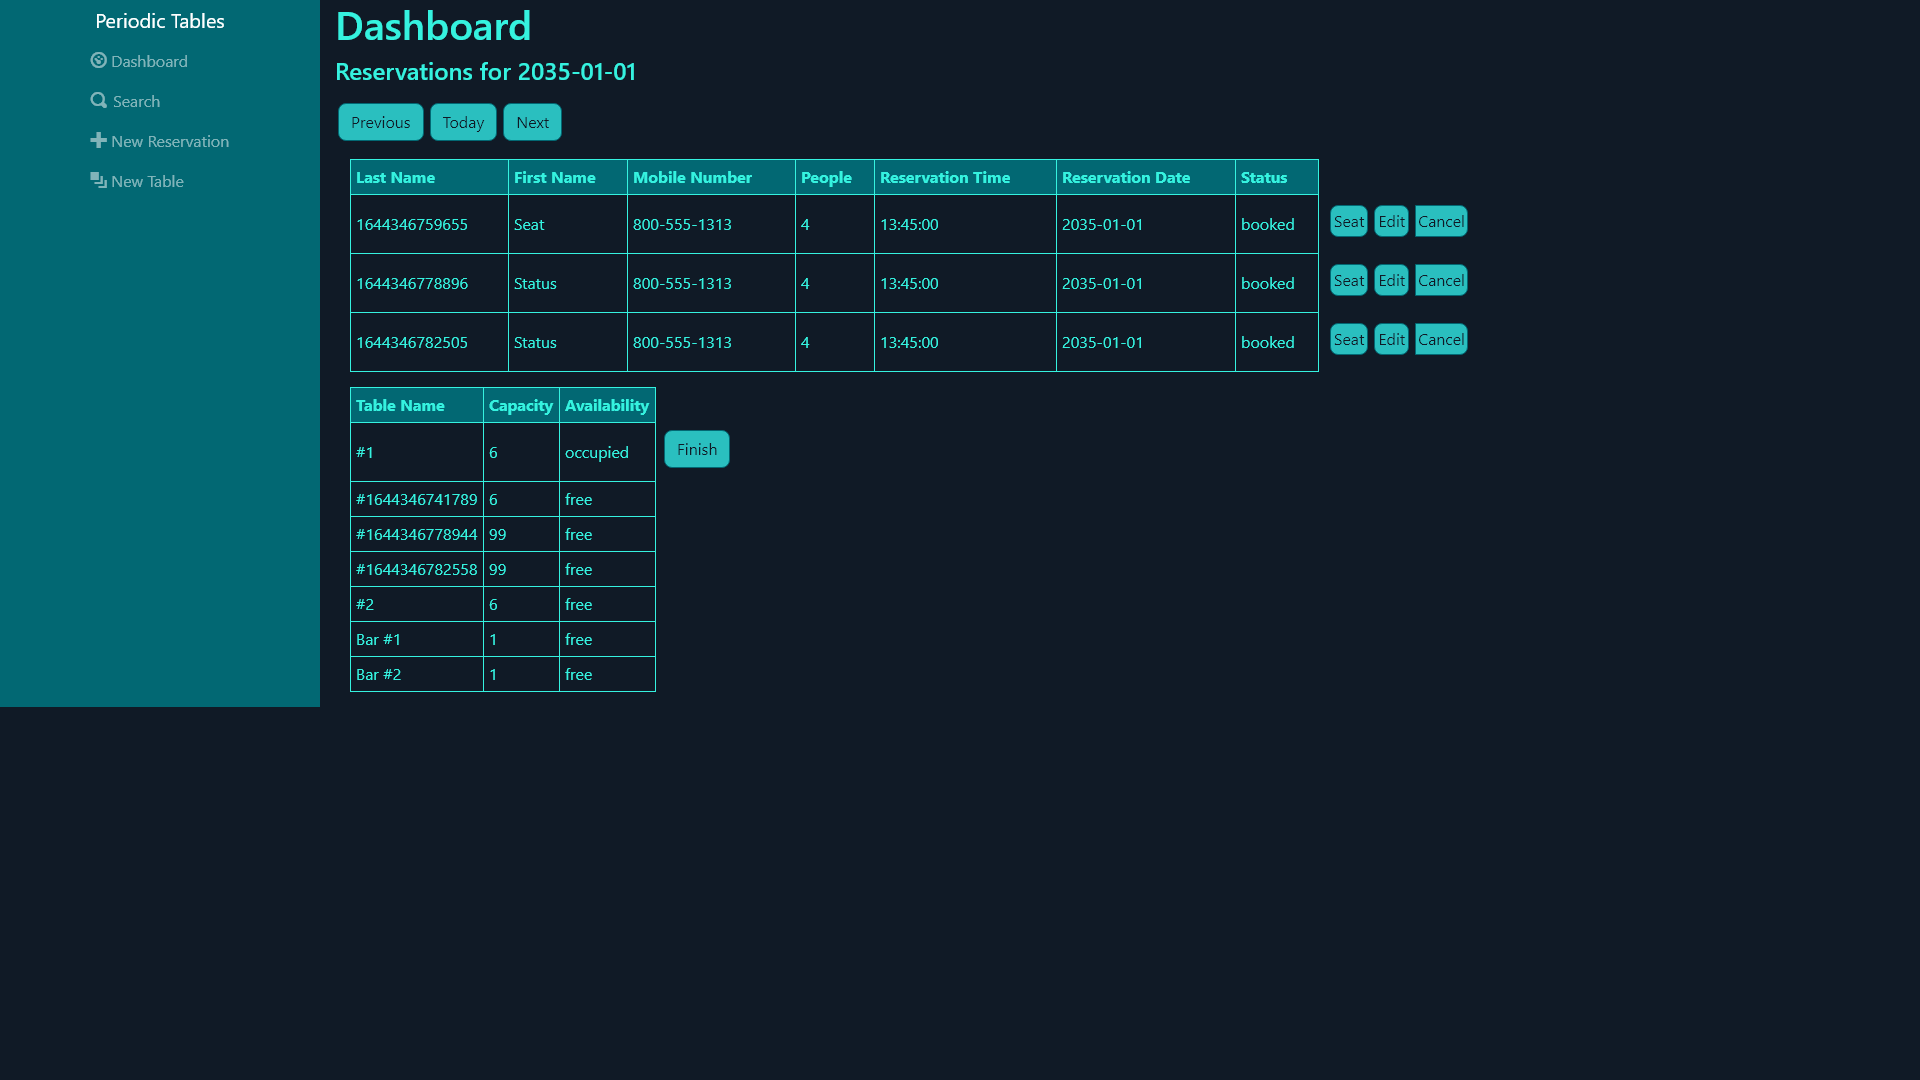 Periodic Tables
Dashboard
Search
New Reservation
New Table
Dashboard
Reservations for 2035-01-01
Previous Today Next
Last Name First Name Mobile Number People Reservation Time Reservation Date Status
1644346759655 Seat 800-555-1313 4 13:45:00 2035-01-01 booked Seat Edit Cancel
1644346778896 Status 800-555-1313 4 13:45:00 2035-01-01 booked Seat Edit Cancel
1644346782505 Status 800-555-1313 4 13:45:00 2035-01-01 booked Seat Edit Cancel
Table Name Capacity Availability
#1 6 occupied Finish
#1644346741789 6 free
#1644346778944 99 free
#1644346782558 99 free
#2 6 free
Bar #1 1 free
Bar #2 1 free